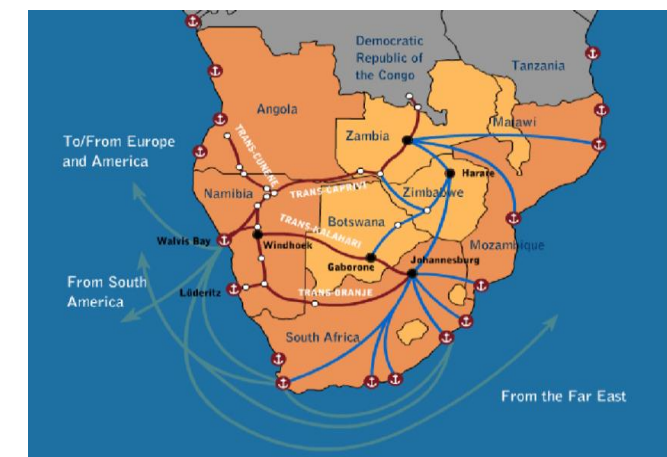 Democratic
Republic of
the Congo
Tanzania
Angola
To/From Europe
and America
Zambia
Malawi
TRANS-CUNENE
Harare
Namibia
TRANS-CAPRIVI
Zimbabwe
TRANS-KALAHARI
Botswana
Walvis Bay
Windhoek
Mozambique
Gaborone
Johannesburg
From South
America
Lüderitz
TRANS-ORANJE
South Africa
From the Far East